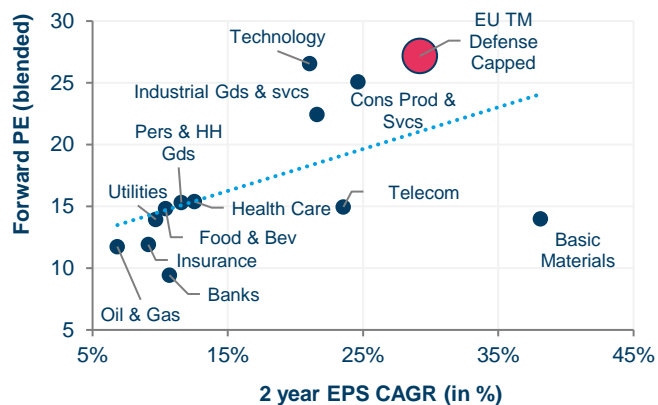 Forward PE (blended)
30
25
20
15
10
5
EU TM
Defense
Capped
Technology
Industrial Gds & svcs
Cons Prod &
Svcs
Pers & HH
Gds
Utilities
Health Care
Telecom
Food & Bev
Insurance
Basic
Materials
Banks
Oil & Gas
5%
15%
25%
35%
45%
2 year EPS CAGR (in %)